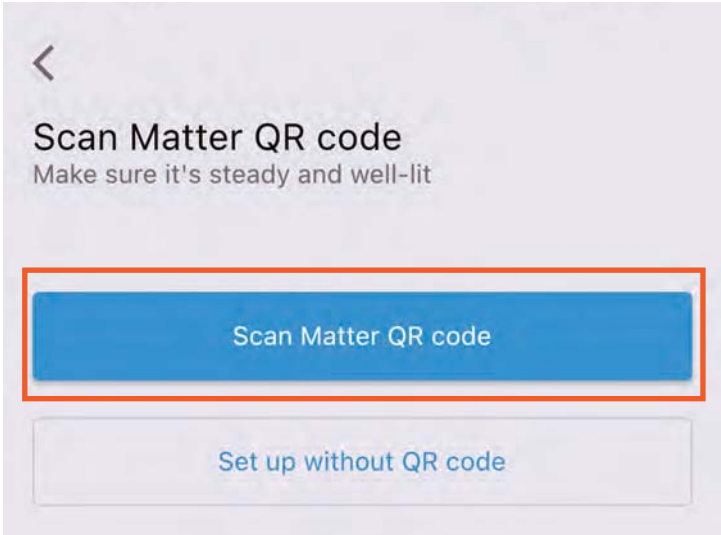 Scan Matter QR code
Make sure it's steady and well-lit
Scan Matter QR code
Set up without QR code